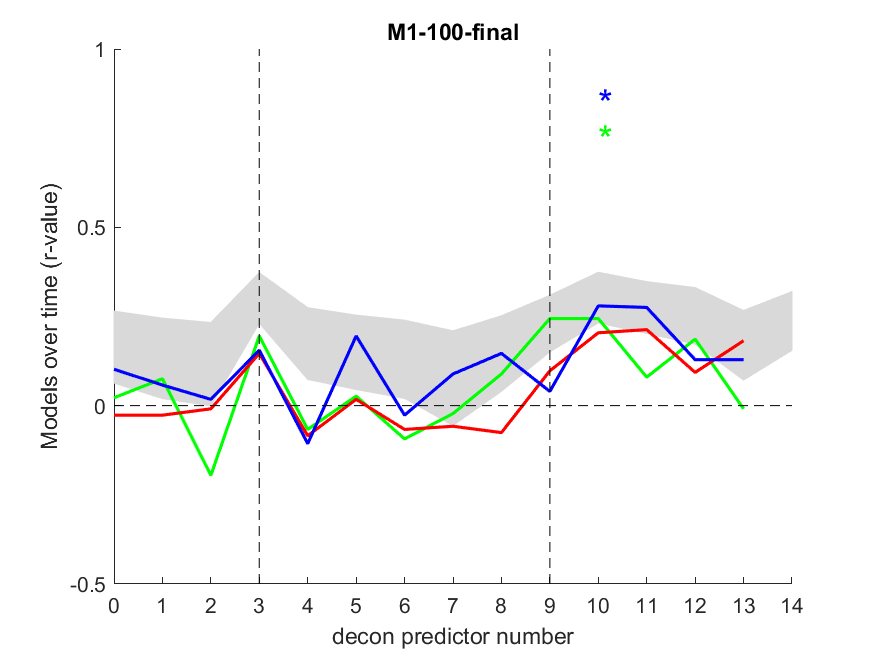 M1-100-final
1
*
*
0.5
Models over time (r-value)
0
-0.5
0 1 2 3 4 5 6 7 8 9 10 11 12 13 14
decon predictor number